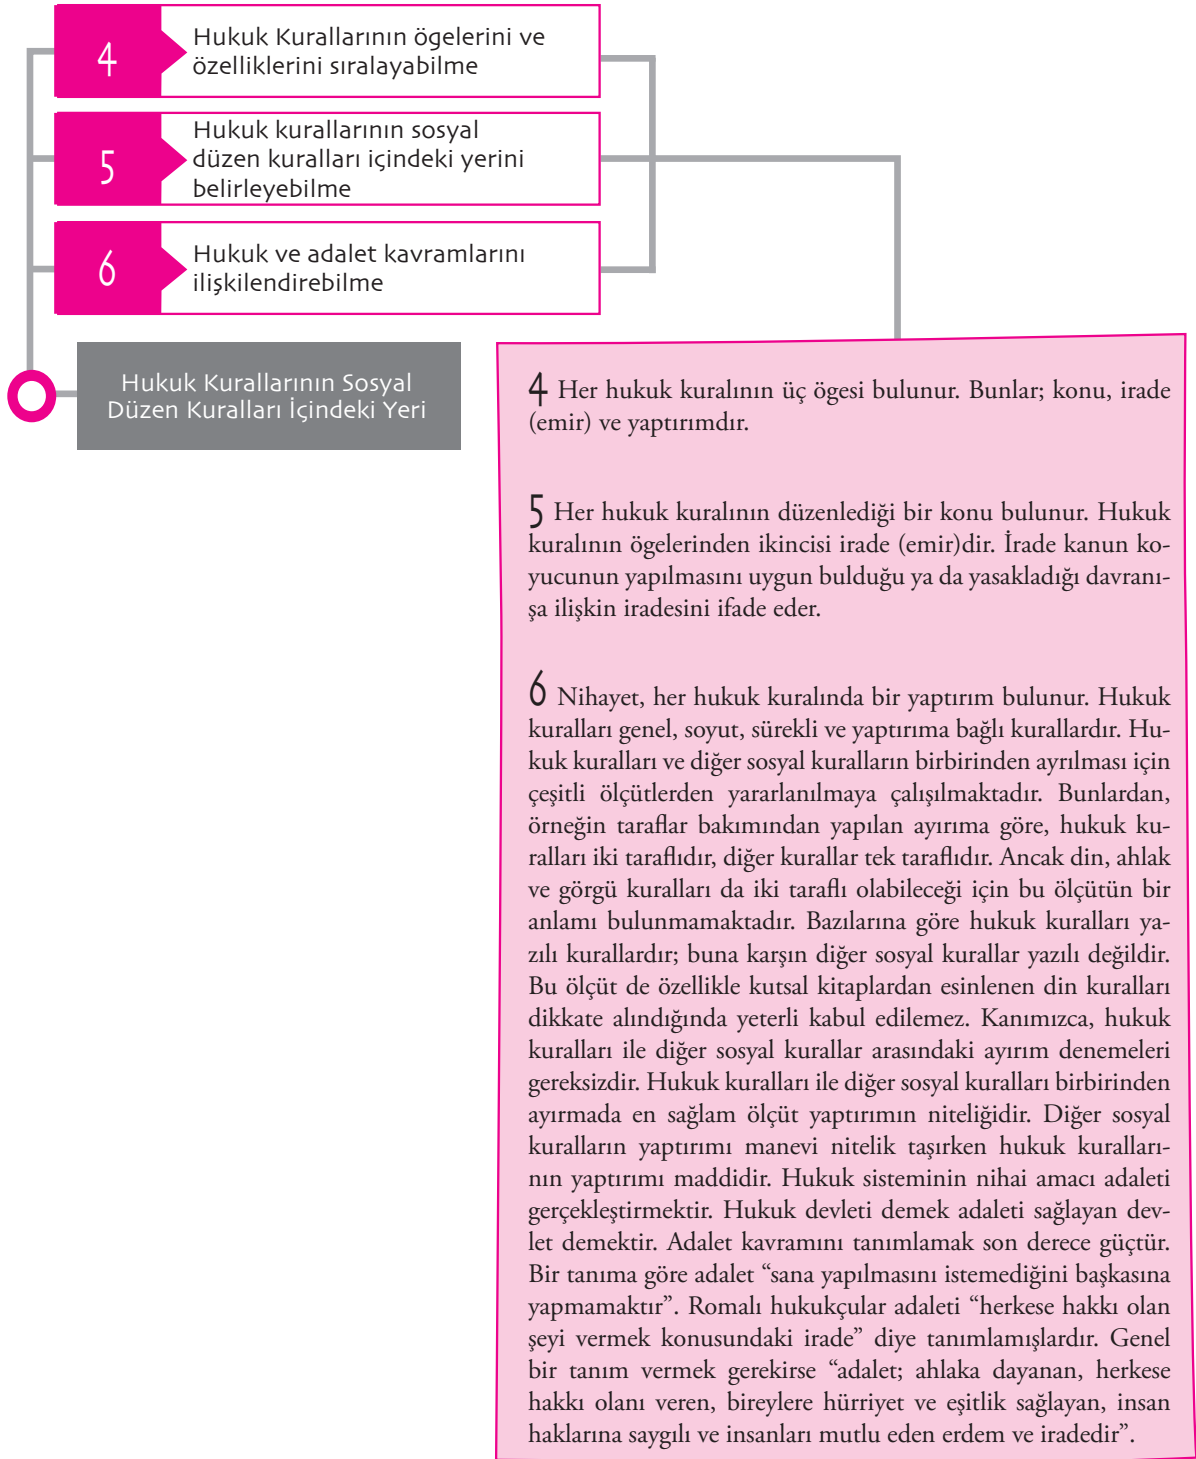 4
Hukuk Kurallarının ögelerini ve
özelliklerini sıralayabilme
5
Hukuk kurallarının sosyal
düzen kuralları içindeki yerini
belirleyebilme
6
Hukuk ve adalet kavramlarını
ilişkilendirebilme
Hukuk Kurallarının Sosyal
Düzen Kuralları İçindeki Yeri
4 Her hukuk kuralının üç ögesi bulunur. Bunlar; konu, irade
(emir) ve yaptırımdır.
5 Her hukuk kuralının düzenlediği bir konu bulunur. Hukuk
kuralının ögelerinden ikincisi irade (emir)dir. İrade kanun ko-
yucunun yapılmasını uygun bulduğu ya da yasakladığı davranı-
şa ilişkin iradesini ifade eder.
6 Nihayet, her hukuk kuralında bir yaptırım bulunur. Hukuk
kuralları genel, soyut, sürekli ve yaptırıma bağlı kurallardır. Hu-
kuk kuralları ve diğer sosyal kuralların birbirinden ayrılması için
çeşitli ölçütlerden yararlanılmaya çalışılmaktadır. Bunlardan,
örneğin taraflar bakımından yapılan ayırıma göre, hukuk ku-
ralları iki taraflıdır, diğer kurallar tek taraflıdır. Ancak din, ahlak
ve görgü kuralları da iki taraflı olabileceği için bu ölçütün bir
anlamı bulunmamaktadır. Bazılarına göre hukuk kuralları ya-
zılı kurallardır; buna karşın diğer sosyal kurallar yazılı değildir.
Bu ölçüt de özellikle kutsal kitaplardan esinlenen din kuralları
dikkate alındığında yeterli kabul edilemez. Kanımızca, hukuk
kuralları ile diğer sosyal kurallar arasındaki ayırım denemeleri
gereksizdir. Hukuk kuralları ile diğer sosyal kuralları birbirinden
ayırmada en sağlam ölçüt yaptırımın niteliğidir. Diğer sosyal
kuralların yaptırımı manevi nitelik taşırken hukuk kuralları-
nın yaptırımı maddidir. Hukuk sisteminin nihai amacı adaleti
gerçekleştirmektir. Hukuk devleti demek adaleti sağlayan dev-
let demektir. Adalet kavramını tanımlamak son derece güçtür.
Bir tanıma göre adalet “sana yapılmasını istemediğini başkasına
yapmamaktır”. Romalı hukukçular adaleti “herkese hakkı olan
şeyi vermek konusundaki irade” diye tanımlamışlardır. Genel
bir tanım vermek gerekirse “adalet; ahlaka dayanan, herkese
hakkı olanı veren, bireylere hürriyet ve eşitlik sağlayan, insan
haklarına saygılı ve insanları mutlu eden erdem ve iradedir”.